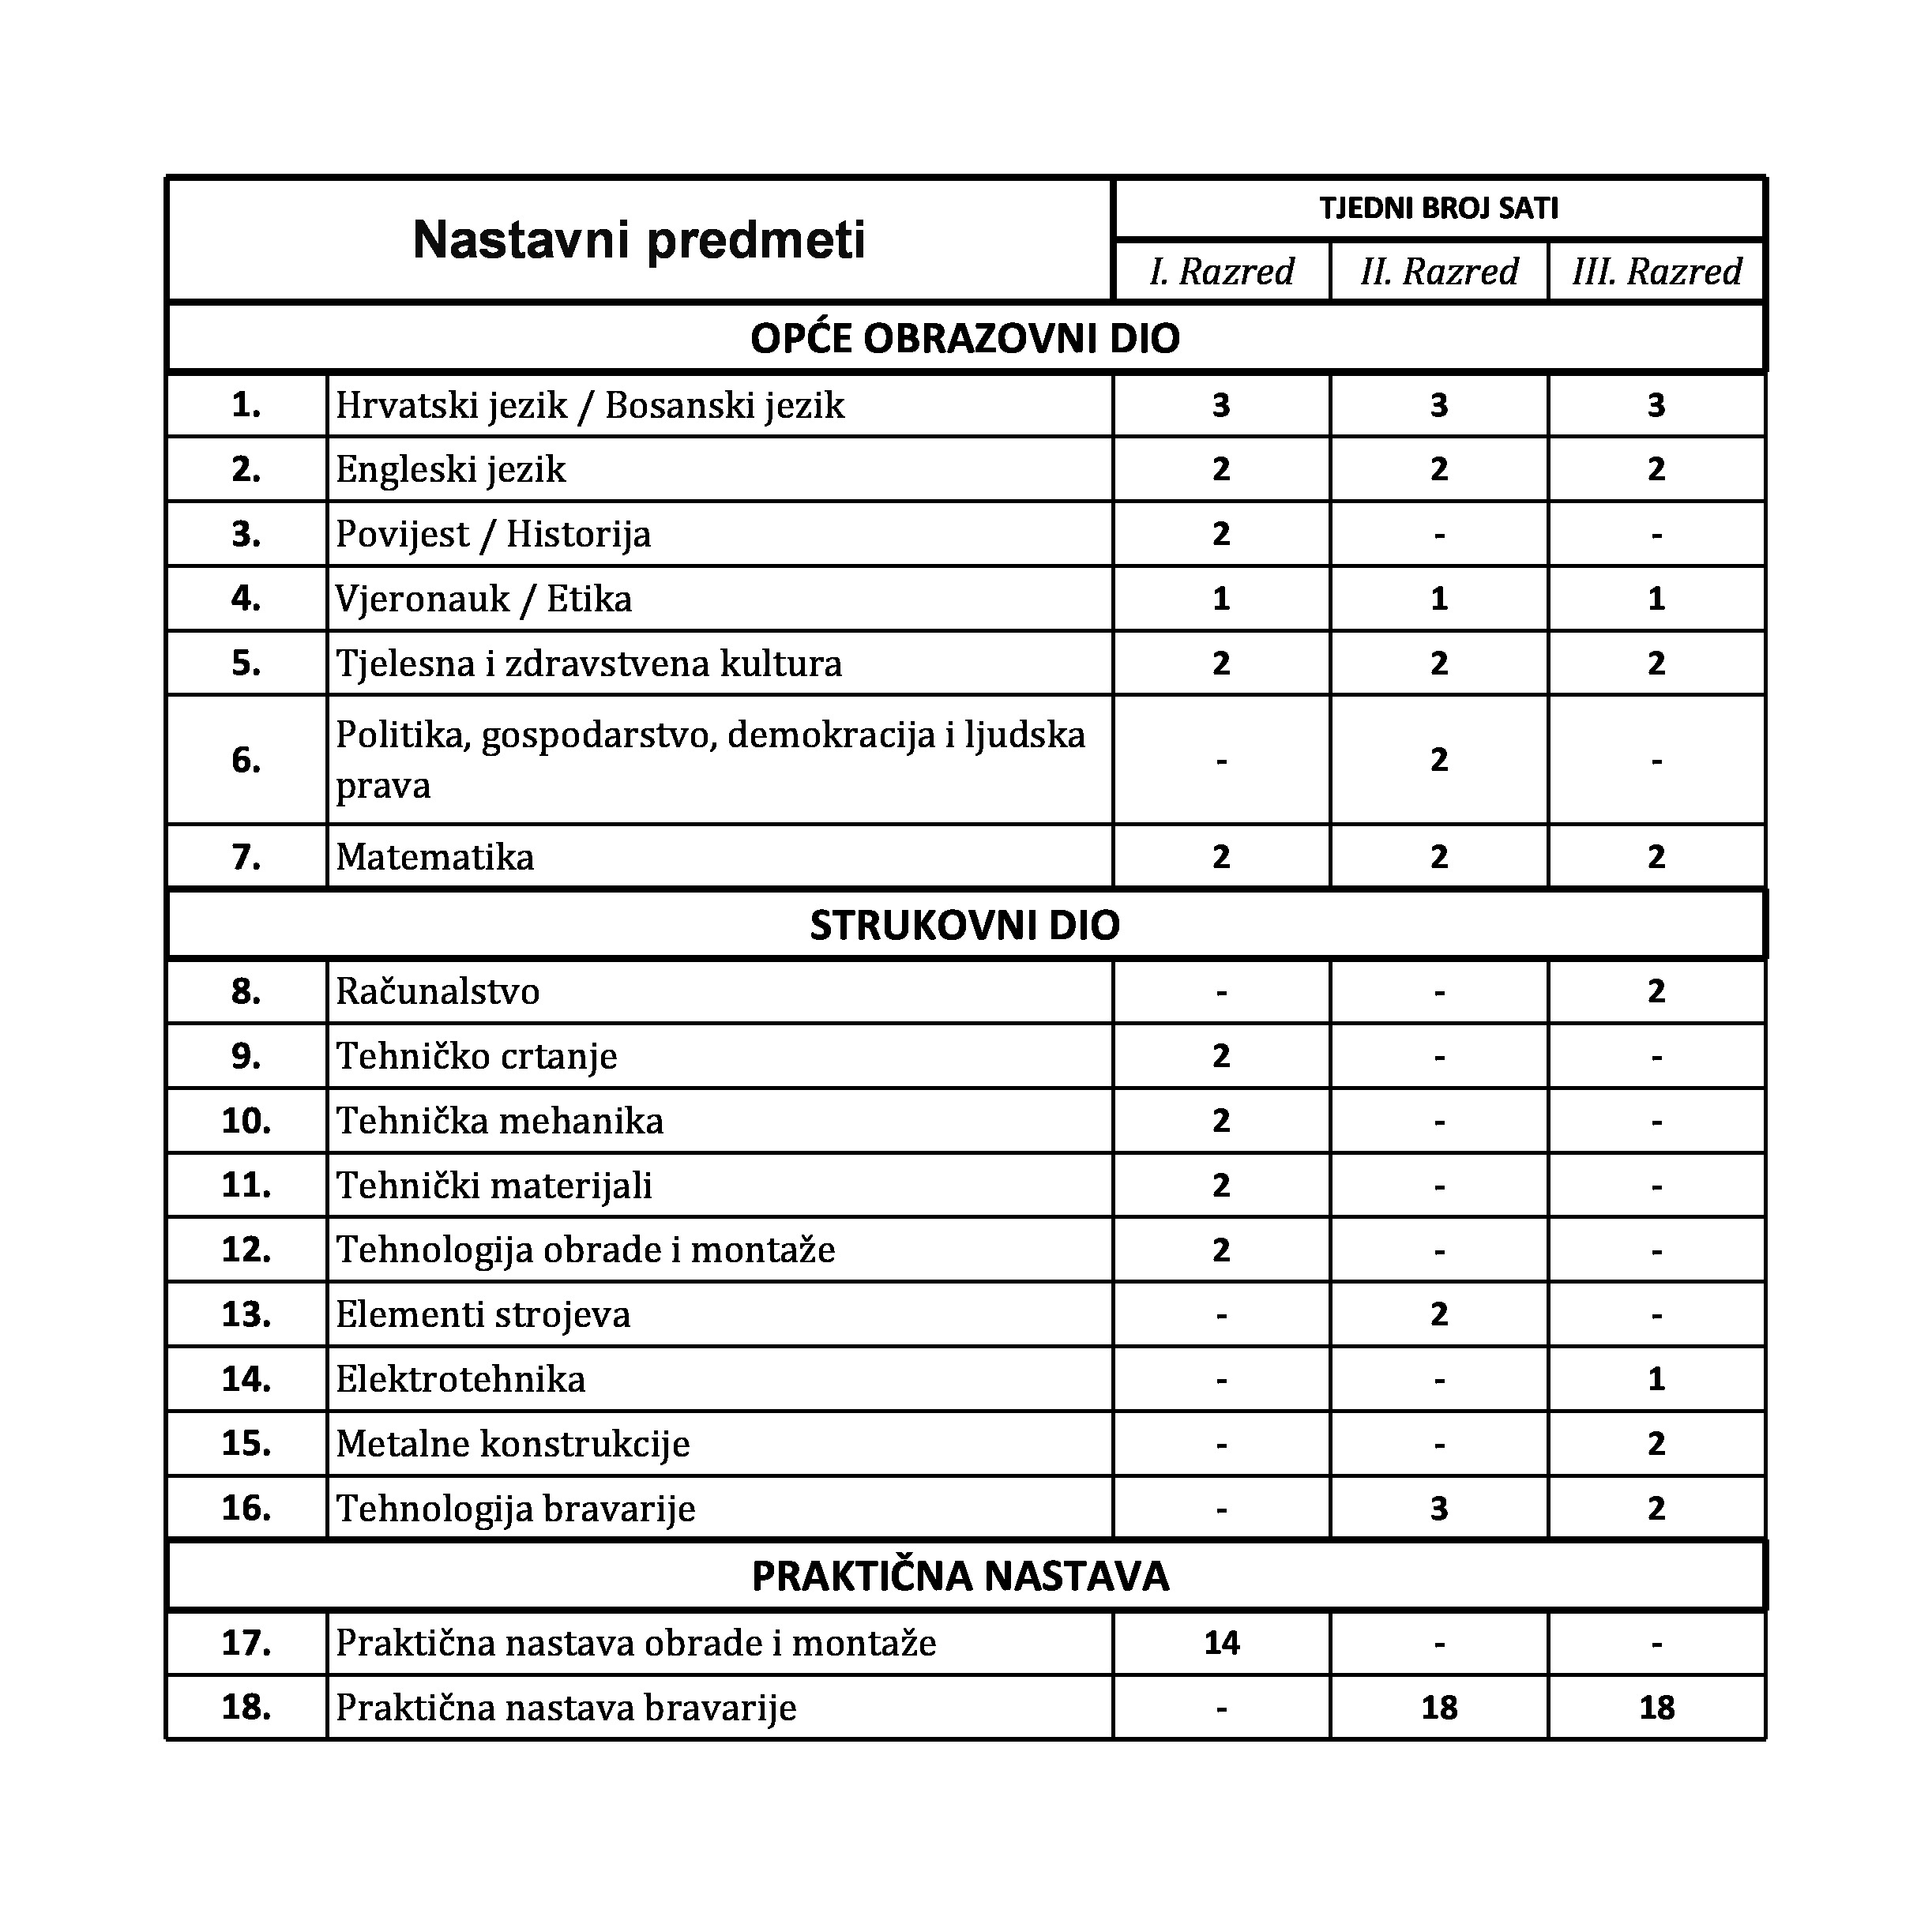 Nastavni predmeti
TJEDNI BROJ SATI
I. Razred II. Razred III. Razred
OPĆE OBRAZOVNI DIO
1. Hrvatski jezik / Bosanski jezik 3 3 3
2. Engleski jezik 2 2 2
3. Povijest / Historija 2 - -
4. Vjeronauk / Etika 1 1 1
5. Tjelesna i zdravstvena kultura 2 2 2
6. Politika, gospodarstvo, demokracija i ljudska
prava - 2 -
7. Matematika 2 2 2
STRUKOVNI DIO
8. Računalstvo - - 2
9. Tehničko crtanje 2 - -
10. Tehnička mehanika 2 - -
11. Tehnički materijali 2 - -
12. Tehnologija obrade i montaže 2 - -
13. Elementi strojeva - 2 -
14. Elektrotehnika - - 1
15. Metalne konstrukcije - - 2
16. Tehnologija bravarije - 3 2
PRAKTIČNA NASTAVA
17. Praktična nastava obrade i montaže 14 - -
18. Praktična nastava bravarije - 18 18